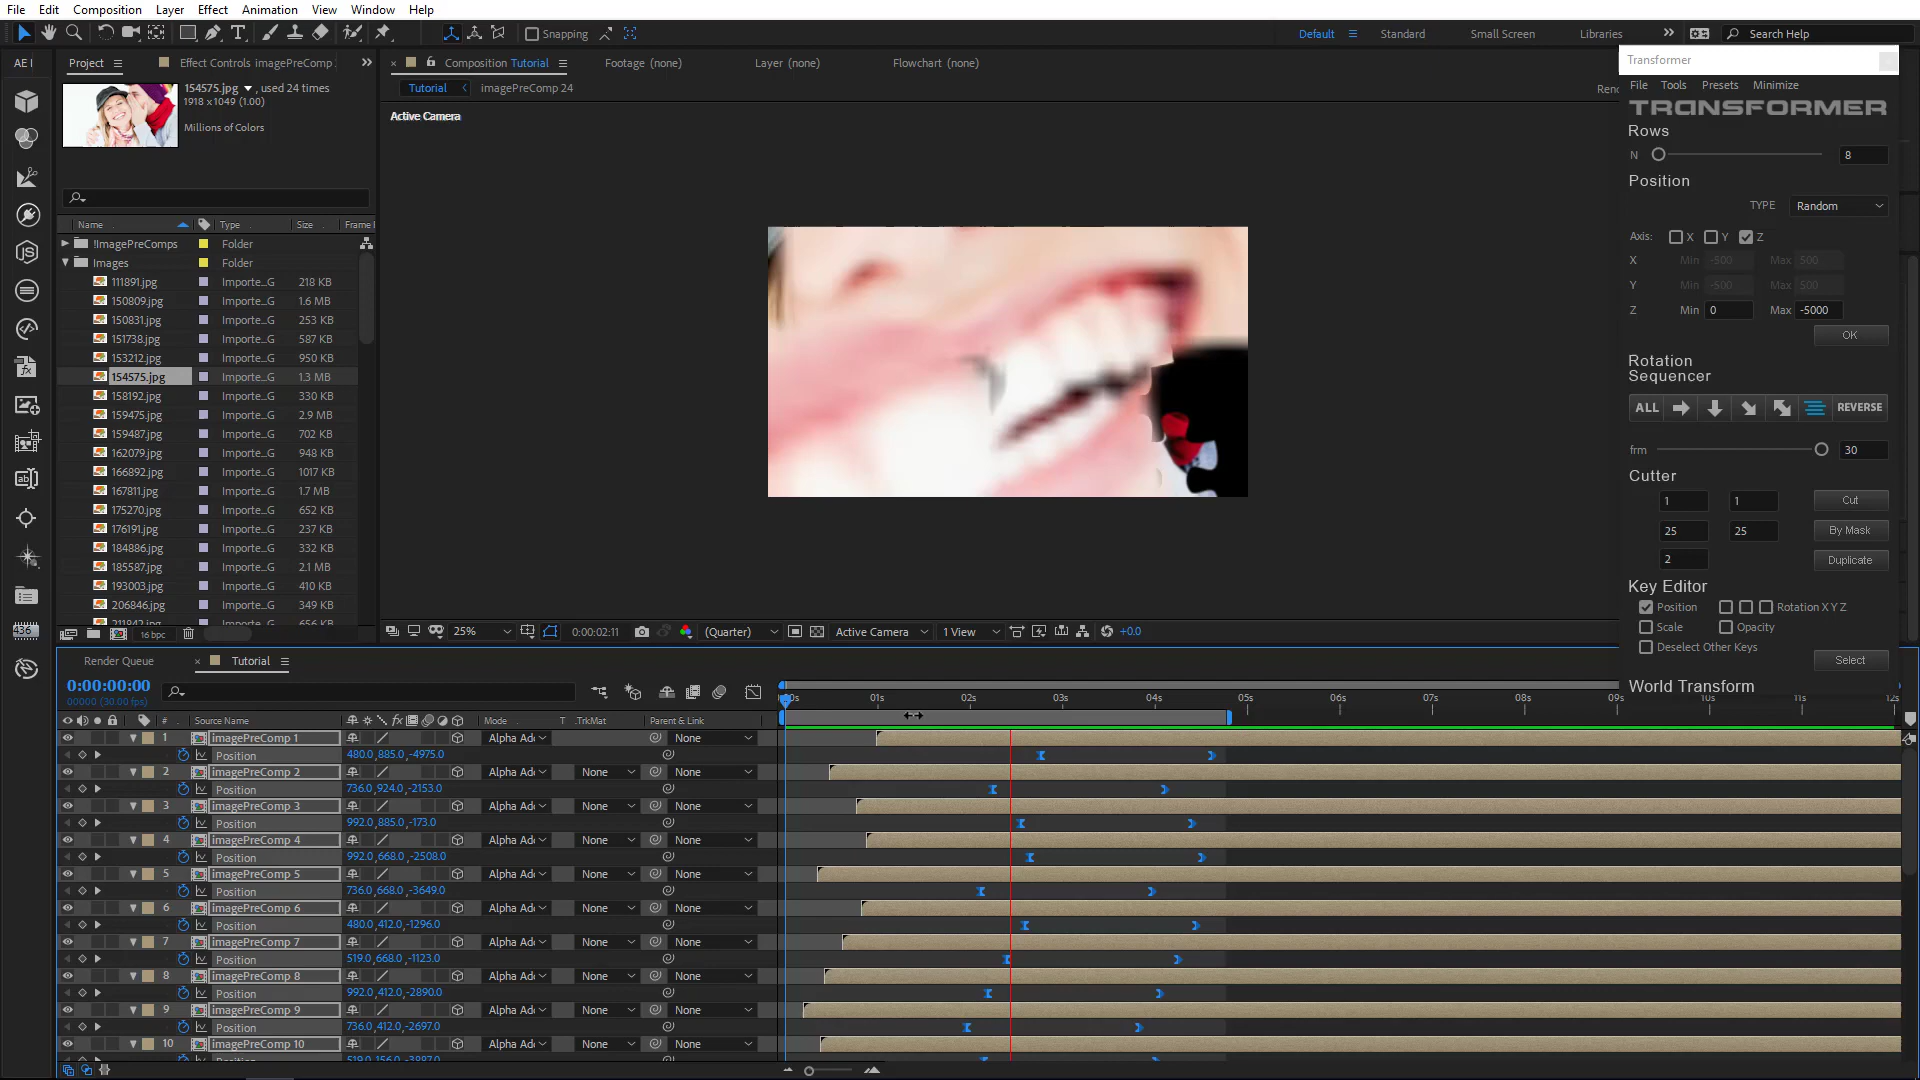 File Edit Composition Layer Effect Animation View Window Help
Snapping
Default Standard Small Screen Libraries Search Help
AE I
Project
Effect Controls imagePreComp
Composition Tutorial
Footage (none)
Layer (none)
Flowchart (none)
154575.jpg , used 24 times
1918 x 1049 (1.00)
Millions of Colors
Tutorial
imagePreComp 24
Active Camera
Name Type Size Frame
!ImagePreComps Folder
Images Folder
111891.jpg Importe...G 218 KB
150809.jpg Importe...G 1.6 MB
150831.jpg Importe...G 253 KB
151738.jpg Importe...G 587 KB
153212.jpg Importe...G 950 KB
154575.jpg Importe...G 1.3 MB
158192.jpg Importe...G 330 KB
159475.jpg Importe...G 2.9 MB
159487.jpg Importe...G 702 KB
162079.jpg Importe...G 948 KB
166892.jpg Importe...G 1017 KB
167811.jpg Importe...G 1.7 MB
175270.jpg Importe...G 652 KB
176191.jpg Importe...G 237 KB
184886.jpg Importe...G 332 KB
185587.jpg Importe...G 2.1 MB
193003.jpg Importe...G 410 KB
206846.jpg Importe...G 349 KB
16 bpc
25% 0:00:02:11 (Quarter) Active Camera 1 View +0.0
Transformer
File Tools Presets Minimize
TRANSFORMER
Rows
N 8
Position
TYPE Random
Axis: X Y Z
X Min -500 Max 500
Y Min -500 Max 500
Z Min 0 Max -5000
OK
Rotation
Sequencer
ALL REVERSE
frm 30
Cutter
1 1 Cut
25 25 By Mask
2 Duplicate
Key Editor
Position Rotation X Y Z
Scale Opacity
Deselect Other Keys
Select
World Transform
Render Queue
Tutorial
0:00:00:00
00000 (30.00 fps)
01s 02s 03s 04s 05s 06s 07s 08s 09s 10s 11s 12s
# Source Name Mode T .TrkMat Parent & Link
1 imagePreComp 1 Alpha Ad None
Position 480.0,885.0,-4975.0
2 imagePreComp 2 Alpha Ad None None
Position 736.0,924.0,-2153.0
3 imagePreComp 3 Alpha Ad None None
Position 992.0,885.0,-173.0
4 imagePreComp 4 Alpha Ad None None
Position 992.0,668.0,-2508.0
5 imagePreComp 5 Alpha Ad None None
Position 736.0,668.0,-3649.0
6 imagePreComp 6 Alpha Ad None None
Position 480.0,412.0,-1296.0
7 imagePreComp 7 Alpha Ad None None
Position 519.0,668.0,-1123.0
8 imagePreComp 8 Alpha Ad None None
Position 992.0,412.0,-2890.0
9 imagePreComp 9 Alpha Ad None None
Position 736.0,412.0,-2697.0
10 imagePreComp 10 Alpha Ad None None